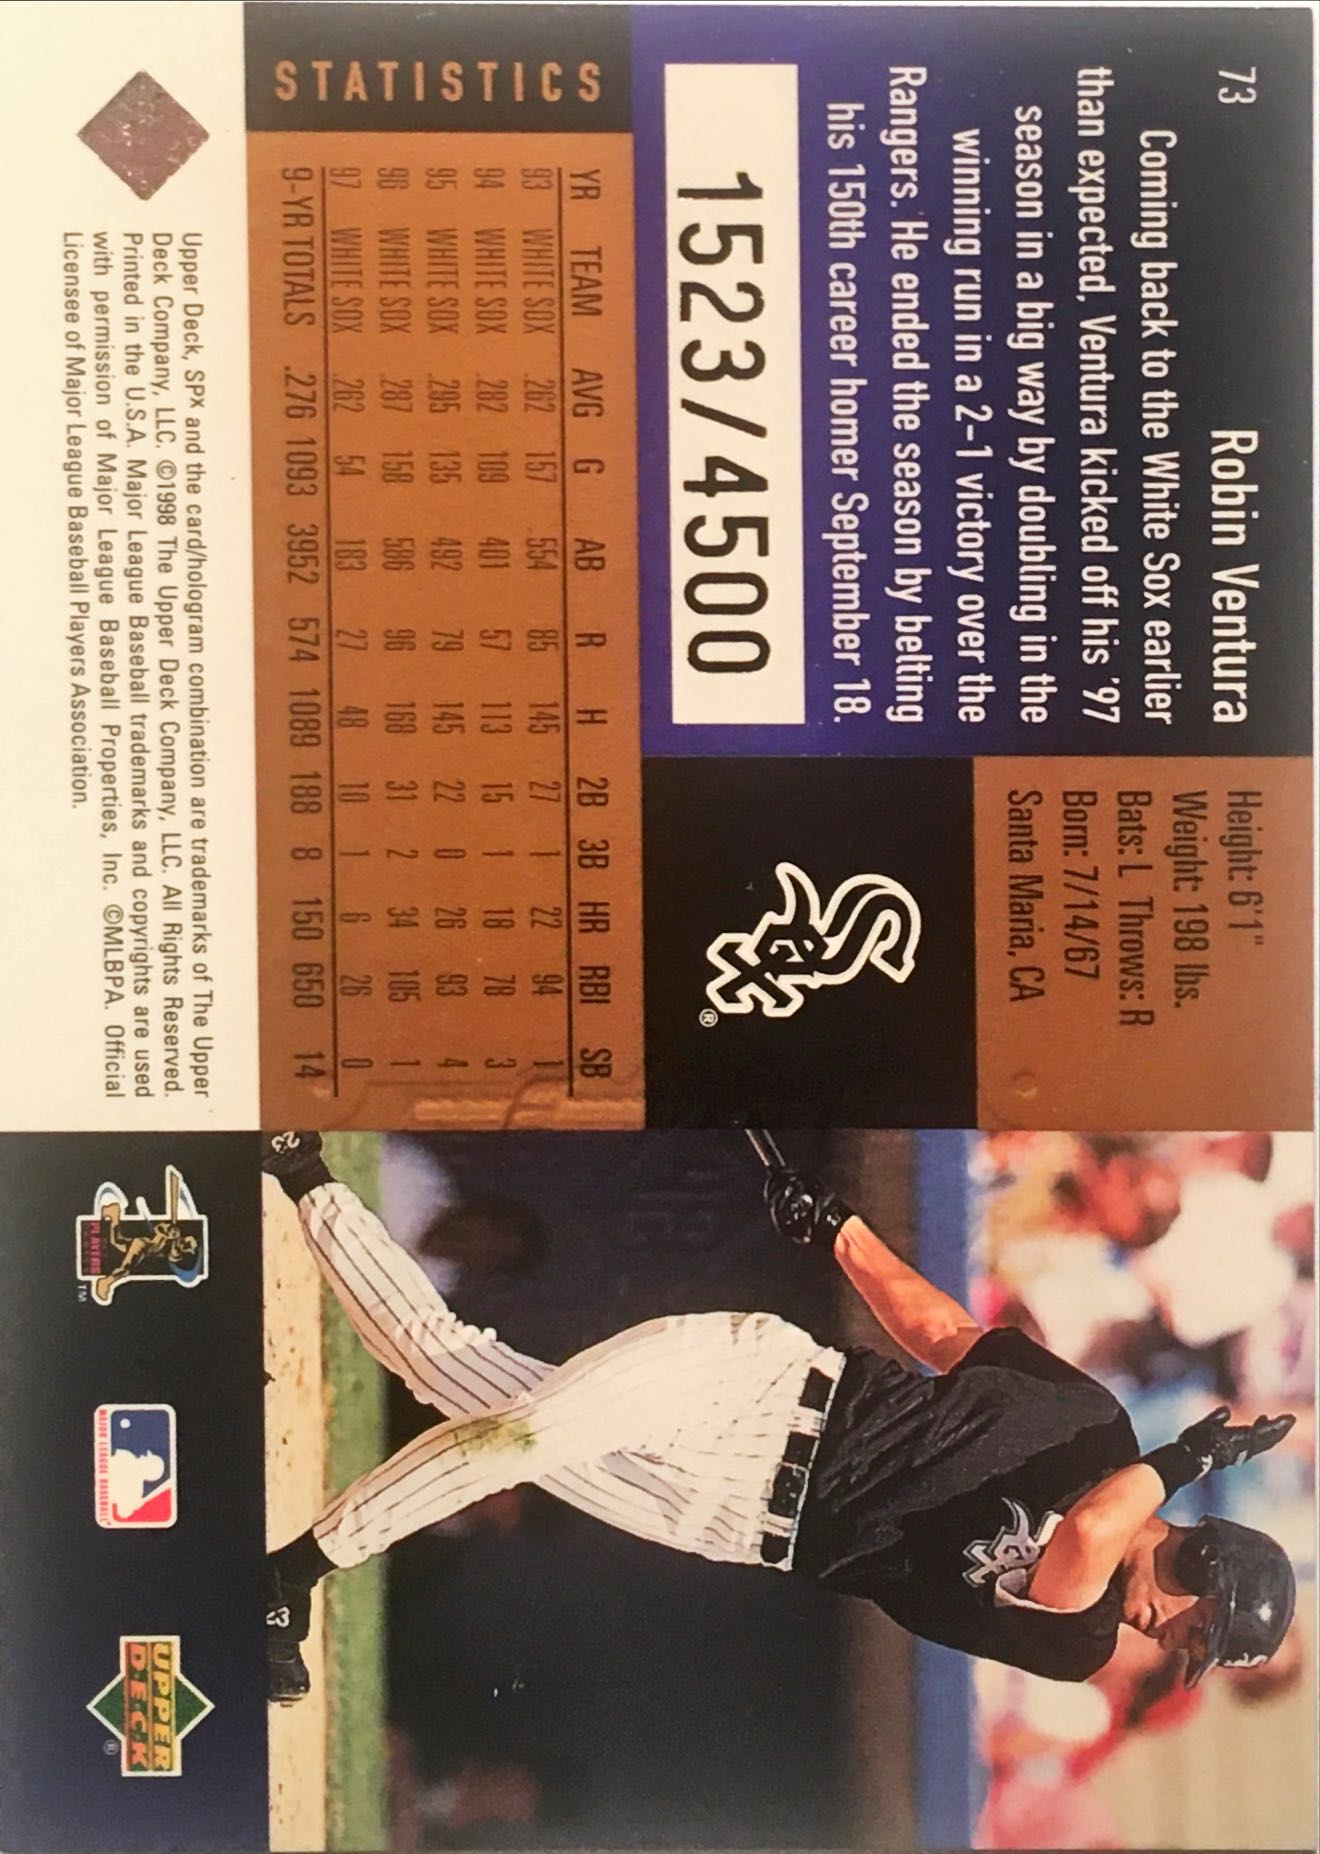 73
Robin Ventura
Coming back to the White Sox earlier
than expected, Ventura kicked off his '97
season in a big way by doubling in the
winning run in a 2–1 victory over the
Rangers. He ended the season by belting
his 150th career homer September 18.
1523/4500
Height: 6'1"
Weight: 198 lbs.
Bats: L Throws: R
Born: 7/14/67
Santa Maria, CA
Sox®
STATISTICS
YR TEAM AVG G AB R H 2B 3B HR RBI SB
93 WHITE SOX .262 157 554 85 145 27 1 22 94 1
94 WHITE SOX .282 109 401 57 113 15 1 18 78 3
95 WHITE SOX .295 135 492 79 145 22 0 26 93 4
96 WHITE SOX .287 158 586 96 168 31 2 34 105 1
97 WHITE SOX .262 54 183 27 48 10 1 6 26 0
9-YR TOTALS .276 1093 3952 574 1089 188 8 150 650 14
Upper Deck, SPx and the card/hologram combination are trademarks of The Upper
Deck Company, LLC. ©1998 The Upper Deck Company, LLC. All Rights Reserved.
Printed in the U.S.A. Major League Baseball trademarks and copyrights are used
with permission of Major League Baseball Properties, Inc. ©MLBPA. Official
Licensee of Major League Baseball Players Association.
Sox
23
23
PLAYERS
TM
MAJOR LEAGUE BASEBALL
UPPER
DECK®